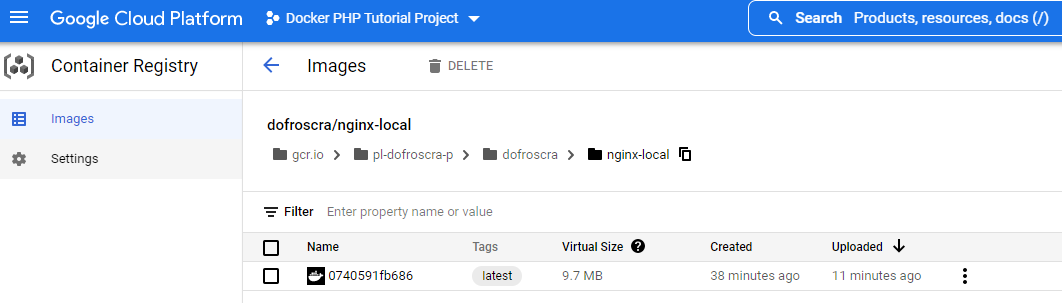 Google Cloud Platform Docker PHP Tutorial Project Search Products, resources, docs (/)
Container Registry Images DELETE
Images
Settings
dofroscra/nginx-local
gcr.io pl-dofroscra-p dofroscra nginx-local
Filter Enter property name or value
Name Tags Virtual Size ? Created Uploaded
0740591fb686 latest 9.7 MB 38 minutes ago 11 minutes ago